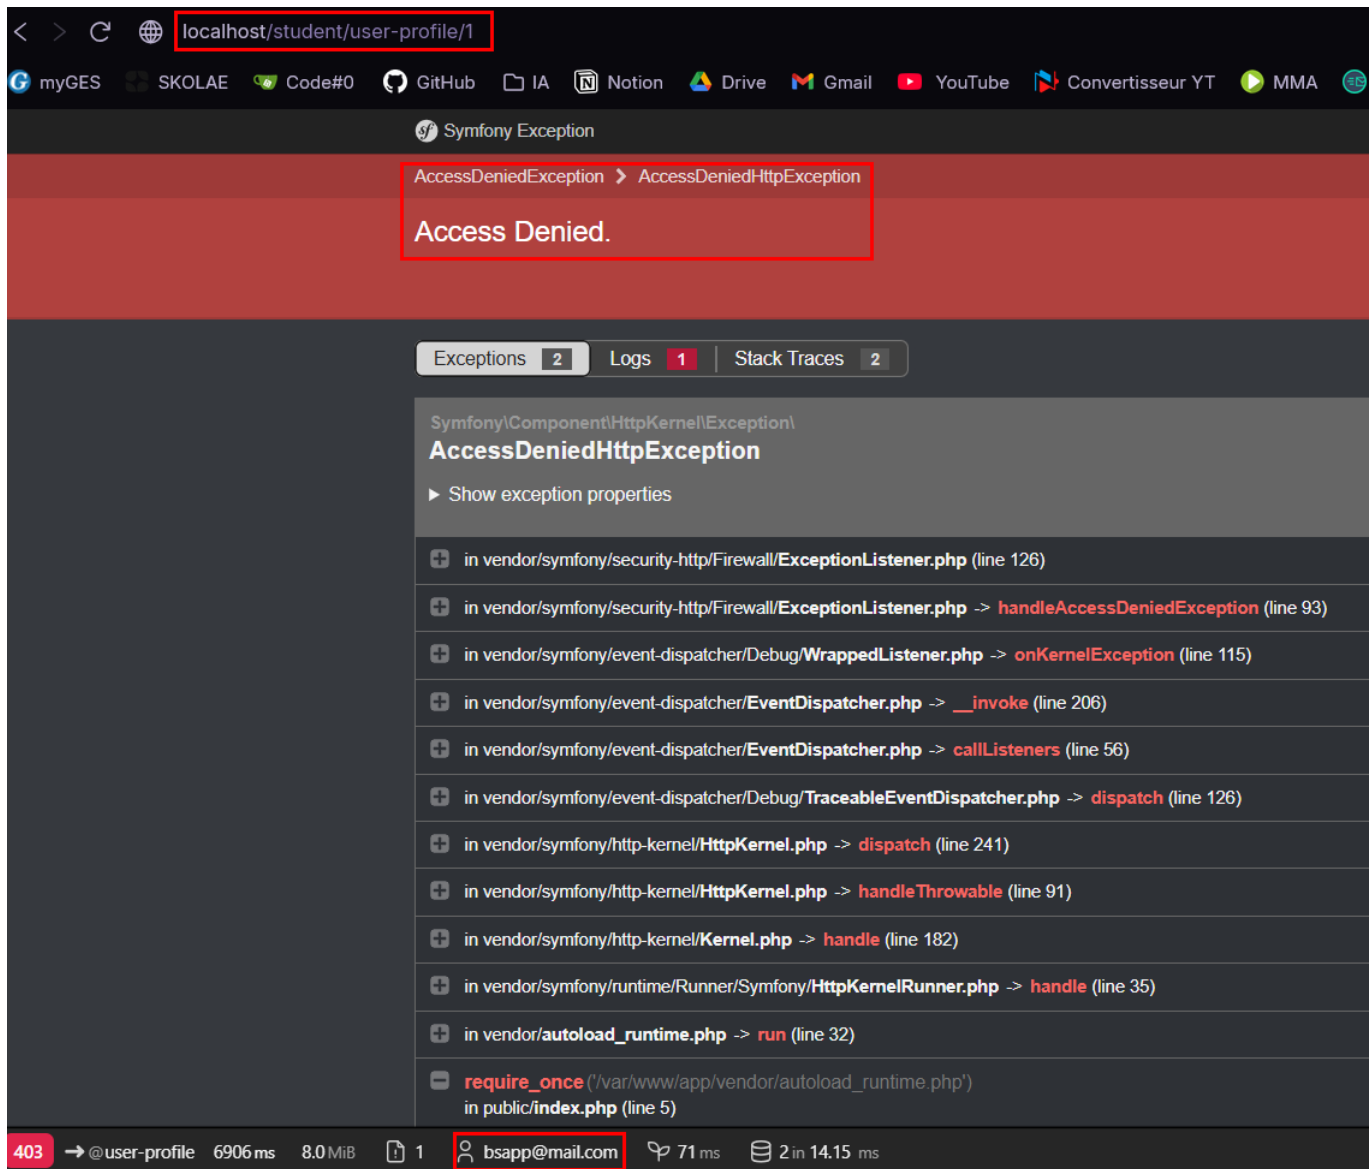 localhost/student/user-profile/1
myGES SKOLAE Code#0 GitHub IA Notion Drive Gmail YouTube Convertisseur YT MMA
Symfony Exception
AccessDeniedException > AccessDeniedHttpException
Access Denied.
Exceptions 2 Logs 1 Stack Traces 2
Symfony\Component\HttpKernel\Exception\
AccessDeniedHttpException
Show exception properties
in vendor/symfony/security-http/Firewall/ExceptionListener.php (line 126)
in vendor/symfony/security-http/Firewall/ExceptionListener.php -> handleAccessDeniedException (line 93)
in vendor/symfony/event-dispatcher/Debug/WrappedListener.php -> onKernelException (line 115)
in vendor/symfony/event-dispatcher/EventDispatcher.php -> __invoke (line 206)
in vendor/symfony/event-dispatcher/EventDispatcher.php -> callListeners (line 56)
in vendor/symfony/event-dispatcher/Debug/TraceableEventDispatcher.php -> dispatch (line 126)
in vendor/symfony/http-kernel/HttpKernel.php -> dispatch (line 241)
in vendor/symfony/http-kernel/HttpKernel.php -> handleThrowable (line 91)
in vendor/symfony/http-kernel/Kernel.php -> handle (line 182)
in vendor/symfony/runtime/Runner/Symfony/HttpKernelRunner.php -> handle (line 35)
in vendor/autoload_runtime.php -> run (line 32)
require_once('/var/www/app/vendor/autoload_runtime.php')
in public/index.php (line 5)
403 → @user-profile 6906 ms 8.0 MiB 1 bsapp@mail.com 71 ms 2 in 14.15 ms